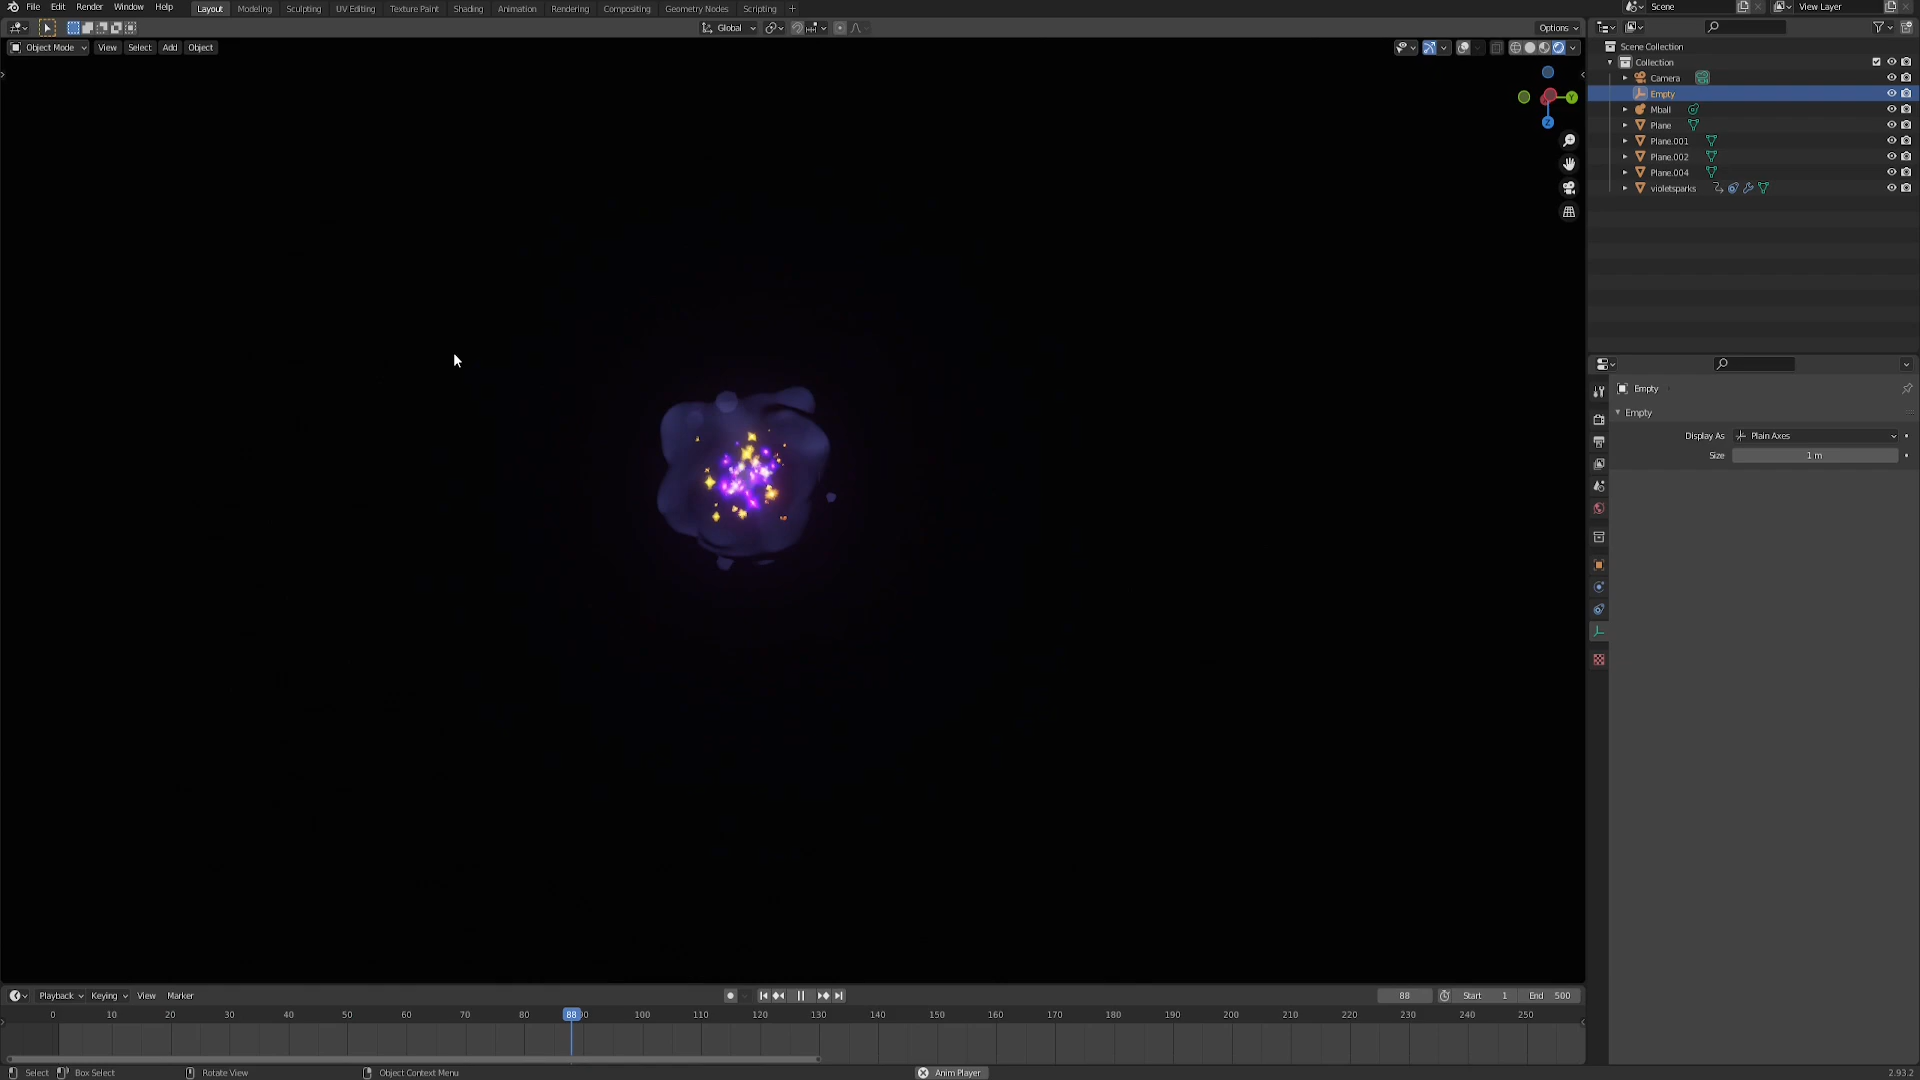 File Edit Render Window Help Layout Modeling Sculpting UV Editing Texture Paint Shading Animation Rendering Compositing Geometry Nodes Scripting + Scene View Layer
Global Options
Object Mode View Select Add Object
Y
Z
Scene Collection
Collection
Camera
Empty
Mball
Plane
Plane.001
Plane.002
Plane.004
violetsparks
Empty
Empty
Display As Plain Axes
Size 1 m
Playback Keying View Marker 88 Start 1 End 500
0 10 20 30 40 50 60 70 80 88 100 110 120 130 140 150 160 170 180 190 200 210 220 230 240 250
Select Box Select Rotate View Object Context Menu Anim Player 2.93.2